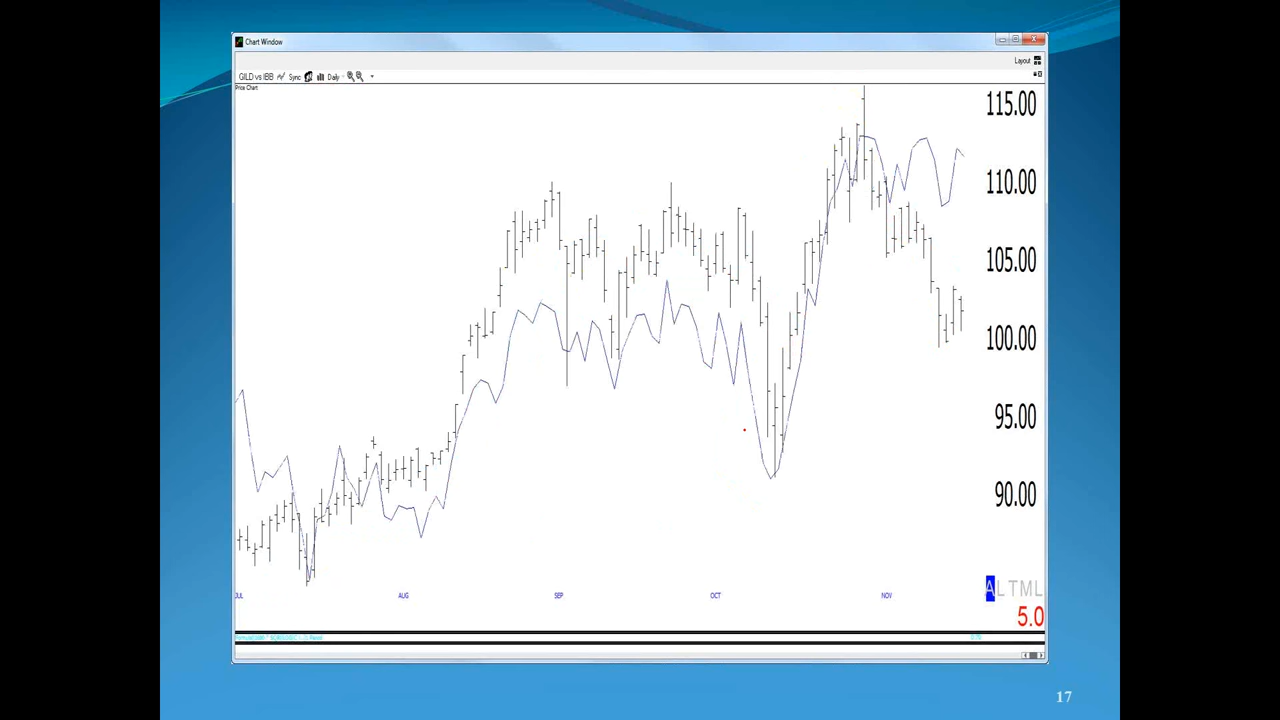 Chart Window
Layout
GILD vs IBB Sync Daily
Price Chart
115.00
110.00
105.00
100.00
95.00
90.00
ALTML
5.0
JUL AUG SEP OCT NOV
17